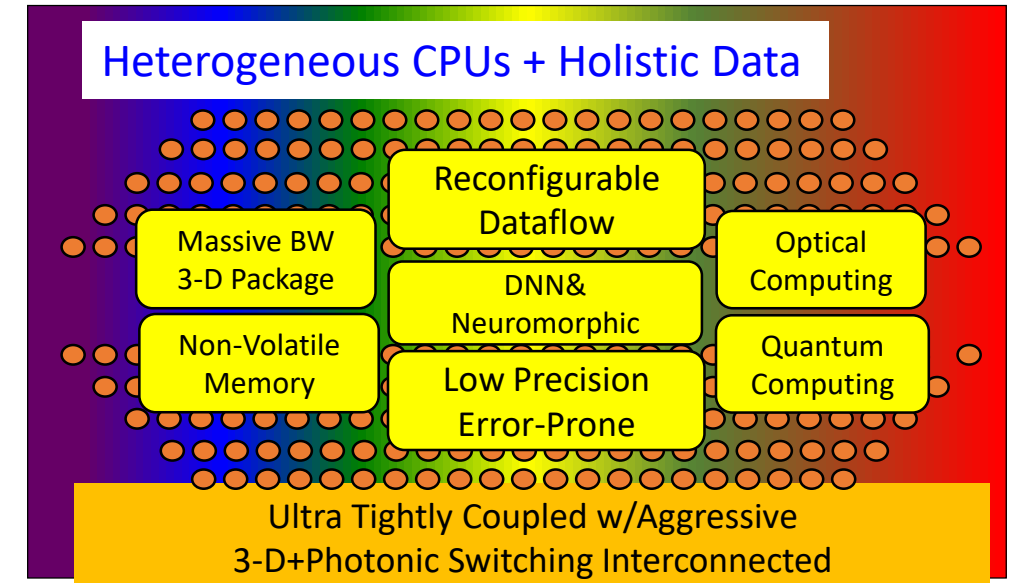 Heterogeneous CPUs + Holistic Data
Reconfigurable
Dataflow
Massive BW
3-D Package
Optical
Computing
DNN&
Neuromorphic
Non-Volatile
Memory
Quantum
Computing
Low Precision
Error-Prone
Ultra Tightly Coupled w/Aggressive
3-D+Photonic Switching Interconnected